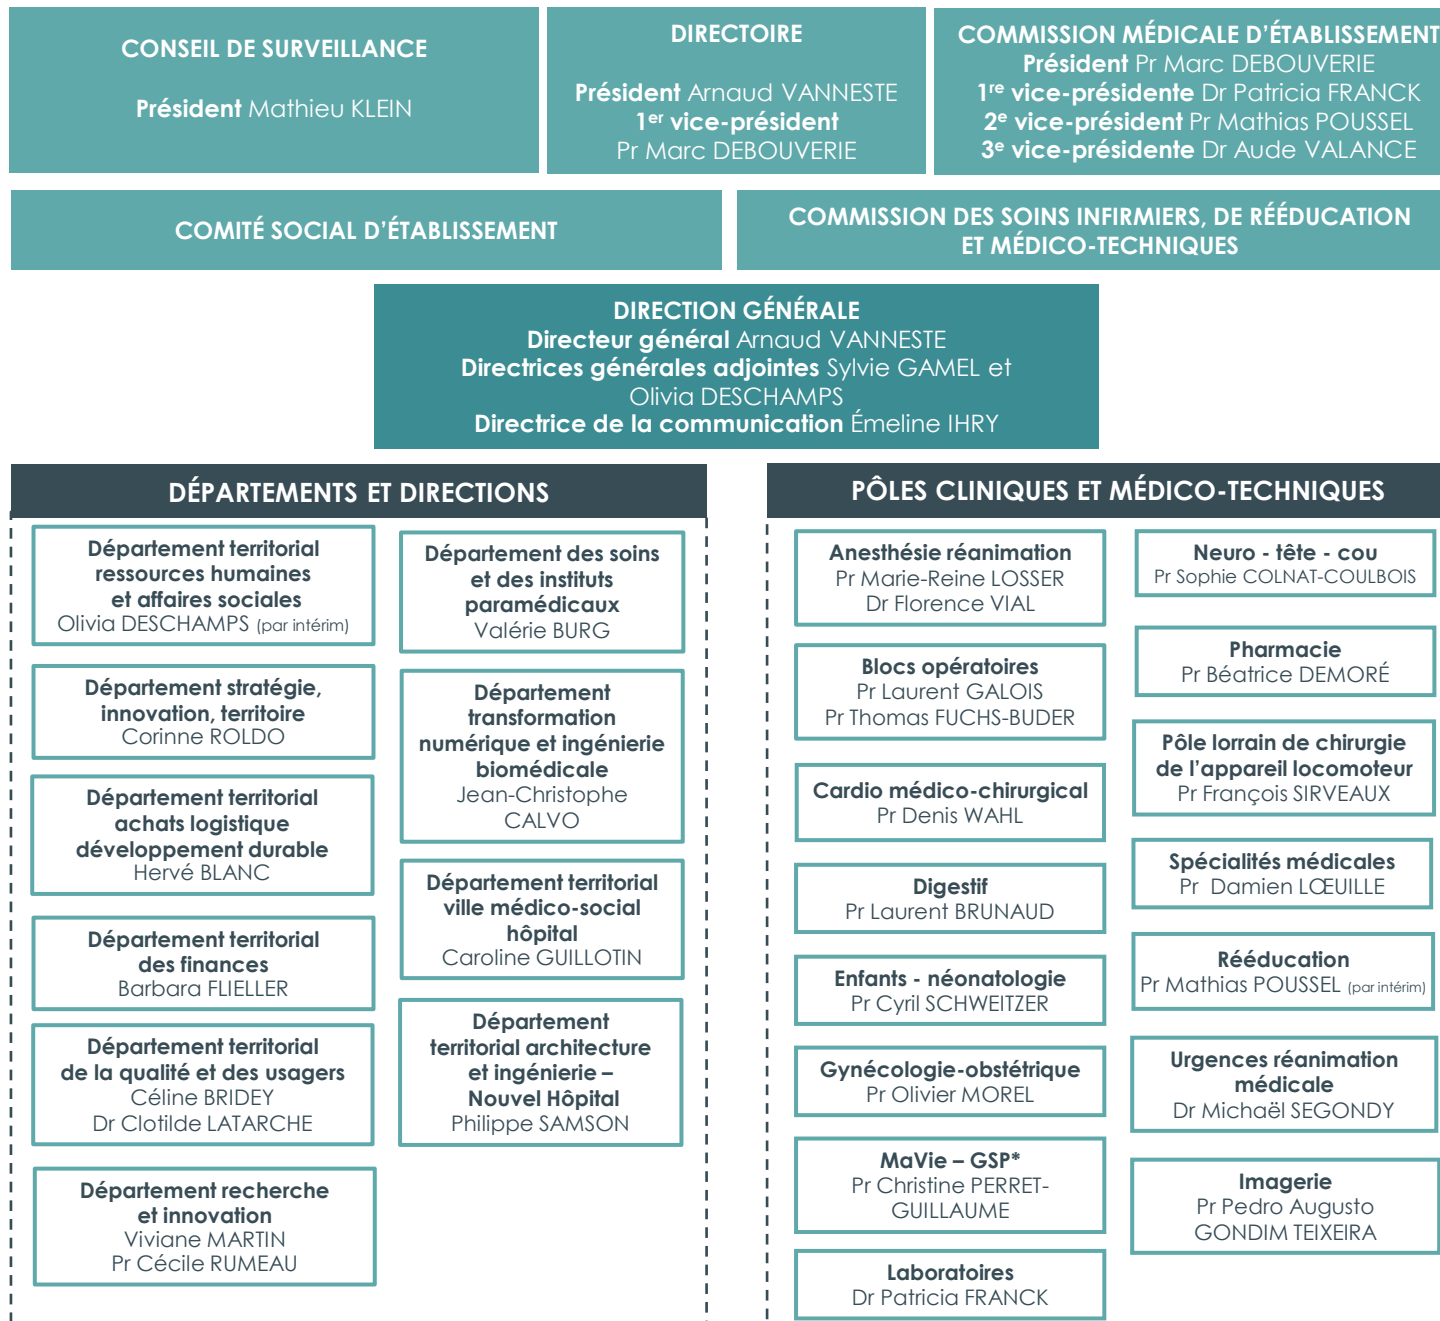 CONSEIL DE SURVEILLANCE
Président Mathieu KLEIN
DIRECTOIRE
Président Arnaud VANNESTE
1er vice-président
Pr Marc DEBOUVERIE
COMMISSION MÉDICALE D’ÉTABLISSEMENT
Président Pr Marc DEBOUVERIE
1re vice-présidente Dr Patricia FRANCK
2e vice-président Pr Mathias POUSSEL
3e vice-présidente Dr Aude VALANCE
COMITÉ SOCIAL D’ÉTABLISSEMENT
COMMISSION DES SOINS INFIRMIERS, DE RÉÉDUCATION
ET MÉDICO-TECHNIQUES
DIRECTION GÉNÉRALE
Directeur général Arnaud VANNESTE
Directrices générales adjointes Sylvie GAMEL et
Olivia DESCHAMPS
Directrice de la communication Émeline IHRY
DÉPARTEMENTS ET DIRECTIONS
Département territorial
ressources humaines
et affaires sociales
Olivia DESCHAMPS (par intérim)
Département stratégie,
innovation, territoire
Corinne ROLDO
Département territorial
achats logistique
développement durable
Hervé BLANC
Département territorial
des finances
Barbara FLIELLER
Département territorial
de la qualité et des usagers
Céline BRIDEY
Dr Clotilde LATARCHE
Département recherche
et innovation
Viviane MARTIN
Pr Cécile RUMEAU
Département des soins
et des instituts
paramédicaux
Valérie BURG
Département
transformation
numérique et ingénierie
biomédicale
Jean-Christophe
CALVO
Département territorial
ville médico-social
hôpital
Caroline GUILLOTIN
Département
territorial architecture
et ingénierie –
Nouvel Hôpital
Philippe SAMSON
PÔLES CLINIQUES ET MÉDICO-TECHNIQUES
Anesthésie réanimation
Pr Marie-Reine LOSSER
Dr Florence VIAL
Blocs opératoires
Pr Laurent GALOIS
Pr Thomas FUCHS-BUDER
Cardio médico-chirurgical
Pr Denis WAHL
Digestif
Pr Laurent BRUNAUD
Enfants - néonatologie
Pr Cyril SCHWEITZER
Gynécologie-obstétrique
Pr Olivier MOREL
MaVie – GSP*
Pr Christine PERRET-
GUILLAUME
Laboratoires
Dr Patricia FRANCK
Neuro - tête - cou
Pr Sophie COLNAT-COULBOIS
Pharmacie
Pr Béatrice DEMORÉ
Pôle lorrain de chirurgie
de l’appareil locomoteur
Pr François SIRVEAUX
Spécialités médicales
Pr Damien LŒUILLE
Rééducation
Pr Mathias POUSSEL (par intérim)
Urgences réanimation
médicale
Dr Michaël SEGONDY
Imagerie
Pr Pedro Augusto
GONDIM TEIXEIRA